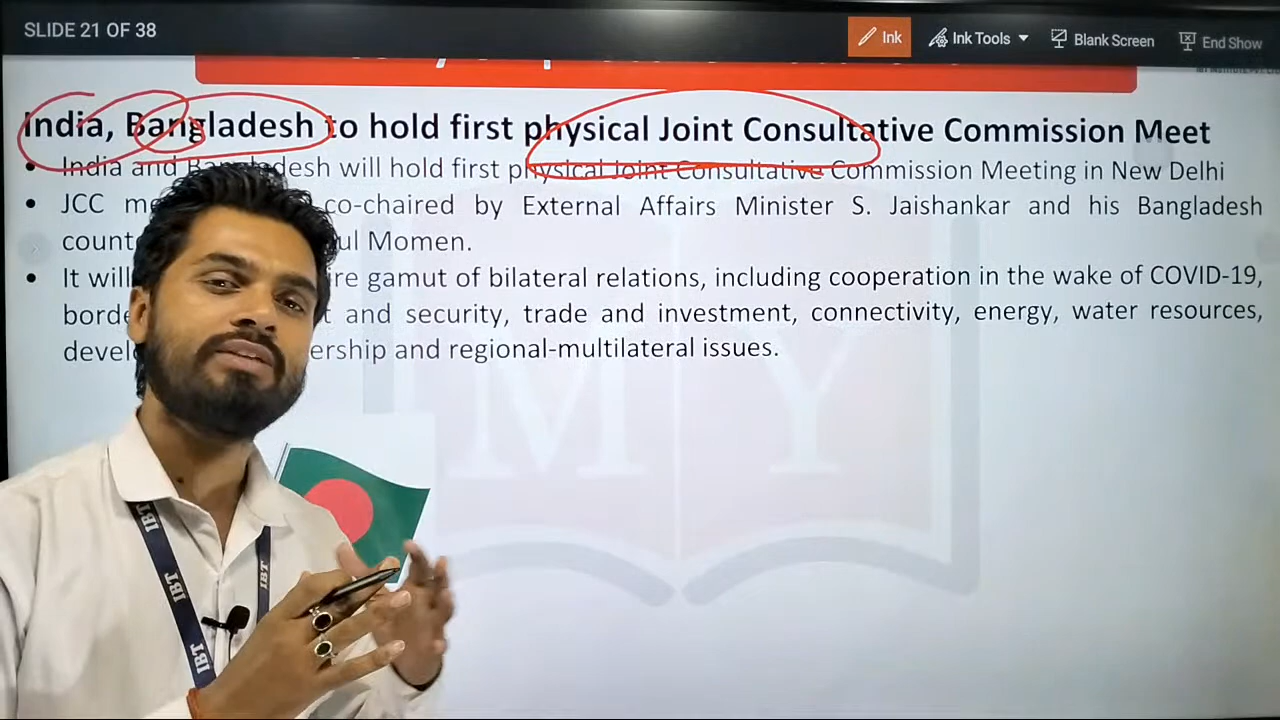 SLIDE 21 OF 38
Ink
Ink Tools
Blank Screen
End Show
India, Bangladesh to hold first physical Joint Consultative Commission Meet
• India and Bangladesh will hold first physical Joint Consultative Commission Meeting in New Delhi
• JCC co-chaired by External Affairs Minister S. Jaishankar and his Bangladesh
Momen.
• It will gamut of bilateral relations, including cooperation in the wake of COVID-19,
and security, trade and investment, connectivity, energy, water resources,
and regional-multilateral issues.
M Y
IBT
IBT
IBT
IBT